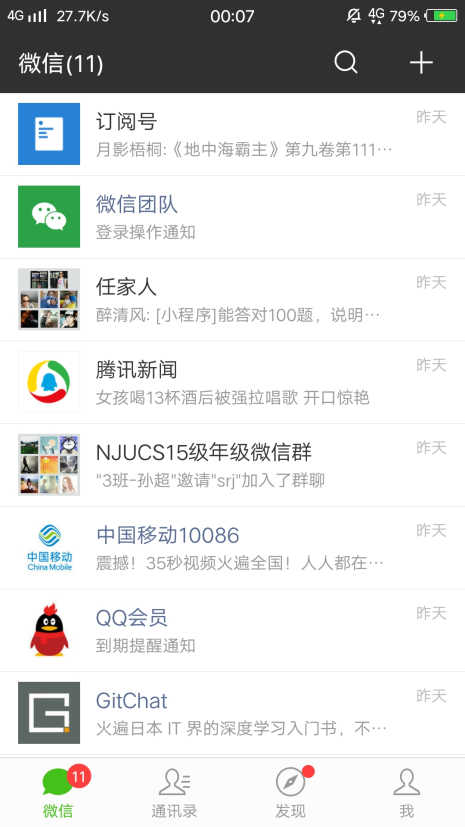 4G 27.7K/s 00:07 4G 79%
微信(11)
订阅号 昨天
月影梧桐:《地中海霸主》第九卷第111…
微信团队 昨天
登录操作通知
任家人 昨天
醉清风: [小程序]能答对100题，说明…
腾讯新闻 昨天
女孩喝13杯酒后被强拉唱歌 开口惊艳
NJUCS15级年级微信群 昨天
"3班-孙超"邀请"srj"加入了群聊
中国移动10086 昨天
中国移动
China Mobile
震撼！35秒视频火遍全国！人人都在…
QQ会员 昨天
到期提醒通知
GitChat 昨天
火遍日本 IT 界的深度学习入门书，不…
11
微信 通讯录 发现 我